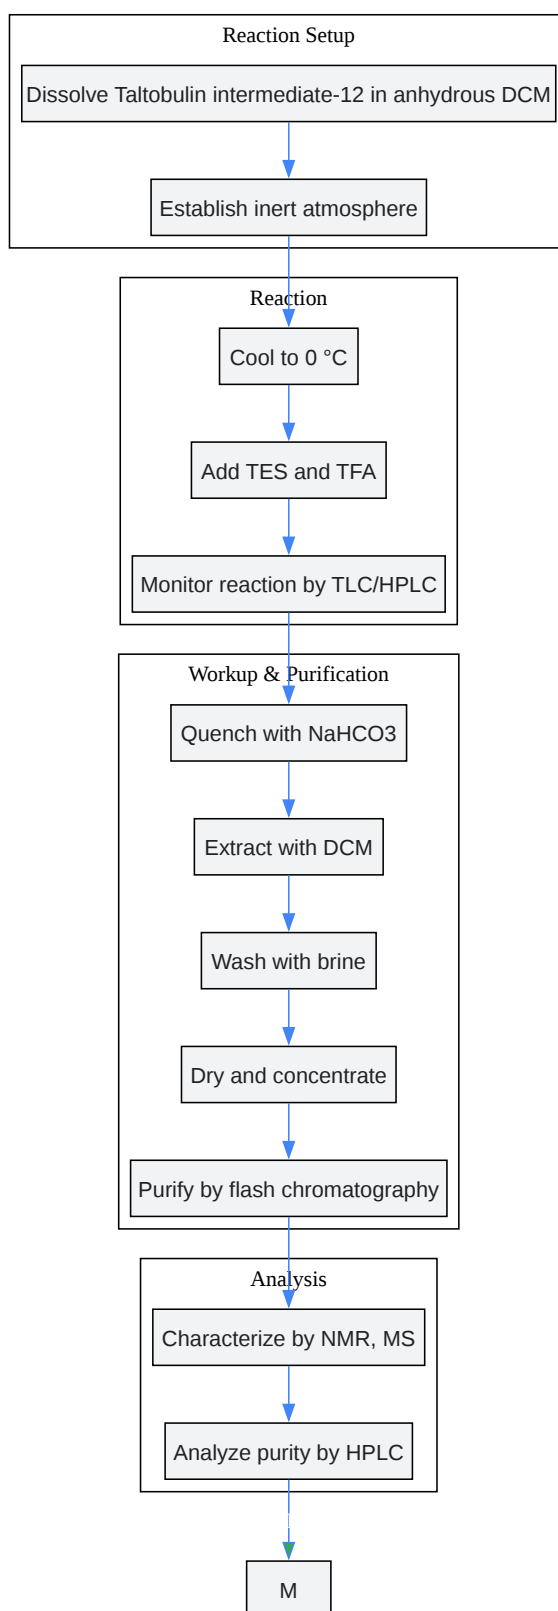 Reaction Setup
Dissolve Taltobulin intermediate-12 in anhydrous DCM
Establish inert atmosphere
Reaction
Cool to 0 °C
Add TES and TFA
Monitor reaction by TLC/HPLC
Workup & Purification
Quench with NaHCO3
Extract with DCM
Wash with brine
Dry and concentrate
Purify by flash chromatography
Analysis
Characterize by NMR, MS
Analyze purity by HPLC
M